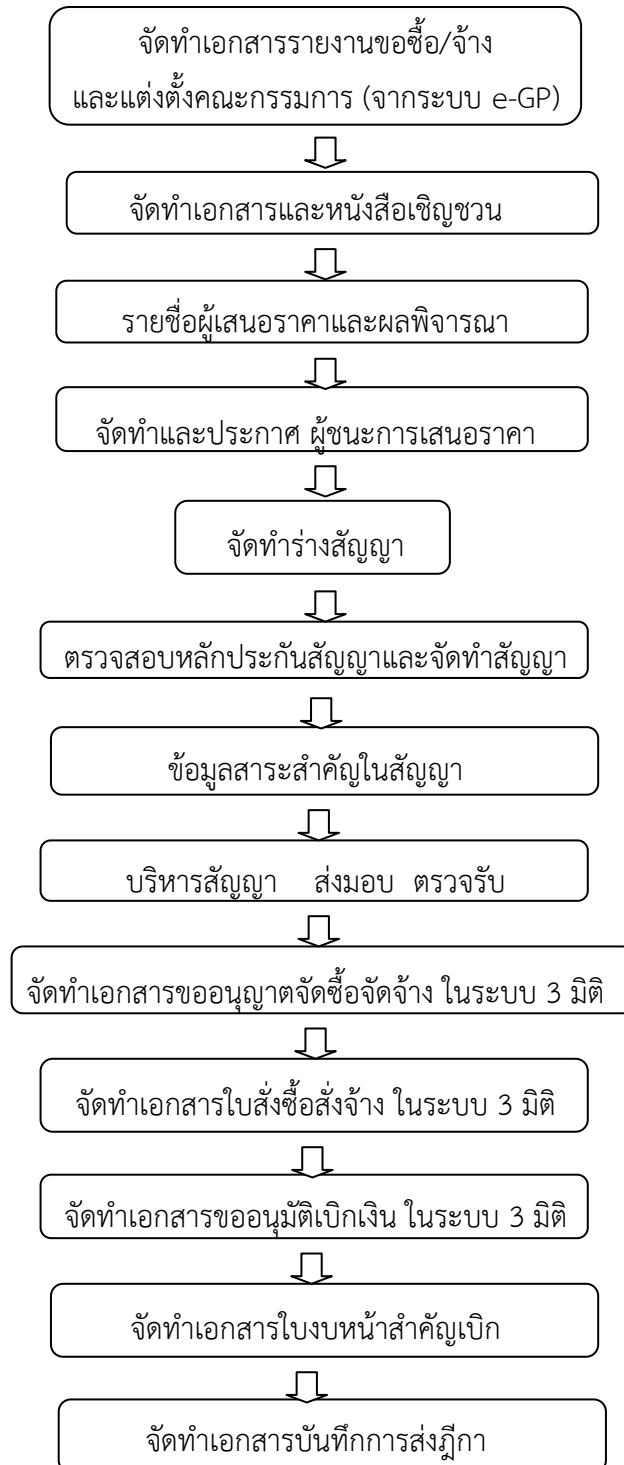 จัดทำเอกสารรายงานขอซื้อ/จ้าง
และแต่งตั้งคณะกรรมการ (จากระบบ e-GP)
จัดทำเอกสารและหนังสือเชิญชวน
รายชื่อผู้เสนอราคาและผลพิจารณา
จัดทำและประกาศ ผู้ชนะการเสนอราคา
จัดทำร่างสัญญา
ตรวจสอบหลักประกันสัญญาและจัดทำสัญญา
ข้อมูลสาระสำคัญในสัญญา
บริหารสัญญา ส่งมอบ ตรวจรับ
จัดทำเอกสารขออนุญาตจัดซื้อจัดจ้าง ในระบบ 3 มิติ
จัดทำเอกสารใบสั่งซื้อสั่งจ้าง ในระบบ 3 มิติ
จัดทำเอกสารขออนุมัติเบิกเงิน ในระบบ 3 มิติ
จัดทำเอกสารใบงบหน้าสำคัญเบิก
จัดทำเอกสารบันทึกการส่งฎีกา